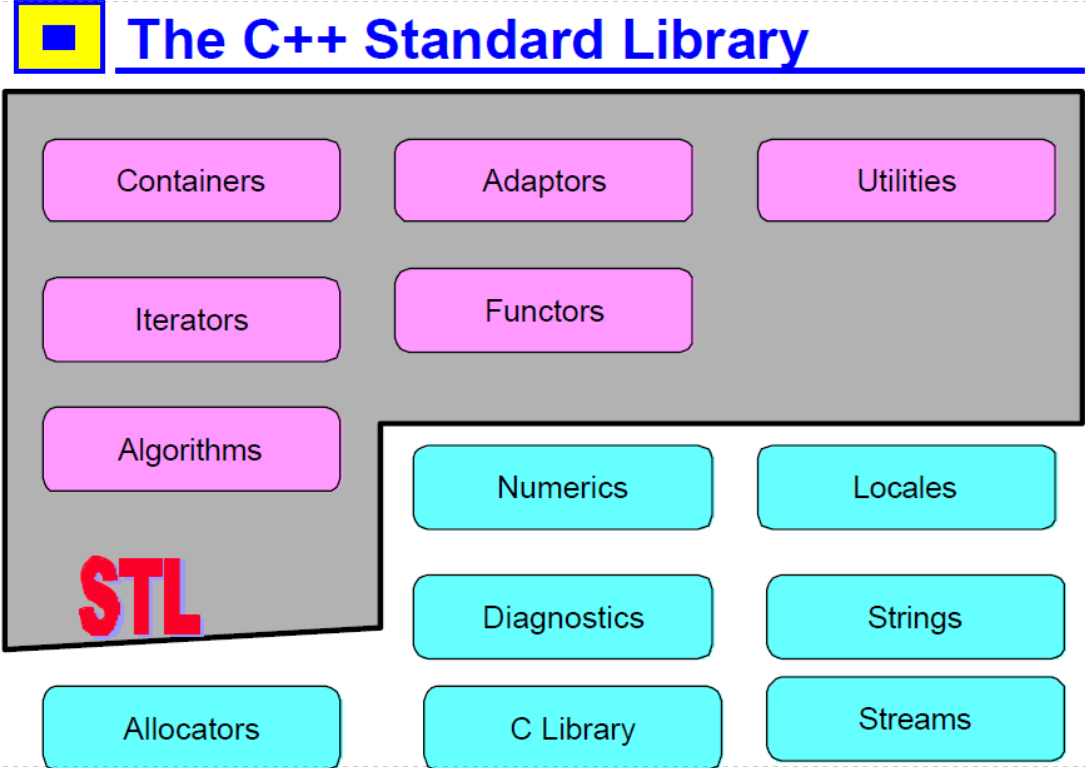 The C++ Standard Library
Containers
Adaptors
Utilities
Iterators
Functors
Algorithms
Numerics
Locales
STL
Diagnostics
Strings
Allocators
C Library
Streams